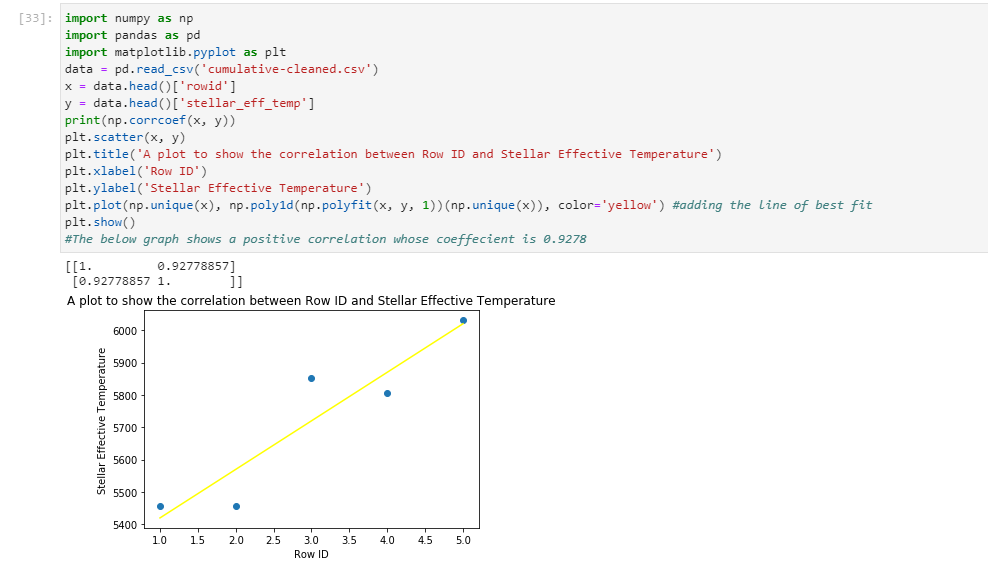 [33]: import numpy as np
import pandas as pd
import matplotlib.pyplot as plt
data = pd.read_csv('cumulative-cleaned.csv')
x = data.head()['rowid']
y = data.head()['stellar_eff_temp']
print(np.corrcoef(x, y))
plt.scatter(x, y)
plt.title('A plot to show the correlation between Row ID and Stellar Effective Temperature')
plt.xlabel('Row ID')
plt.ylabel('Stellar Effective Temperature')
plt.plot(np.unique(x), np.poly1d(np.polyfit(x, y, 1))(np.unique(x)), color='yellow') #adding the line of best fit
plt.show()
#The below graph shows a positive correlation whose coeffecient is 0.9278
[[1.         0.92778857]
 [0.92778857 1.        ]]
A plot to show the correlation between Row ID and Stellar Effective Temperature
Stellar Effective Temperature
6000
5900
5800
5700
5600
5500
5400
1.0 1.5 2.0 2.5 3.0 3.5 4.0 4.5 5.0
Row ID